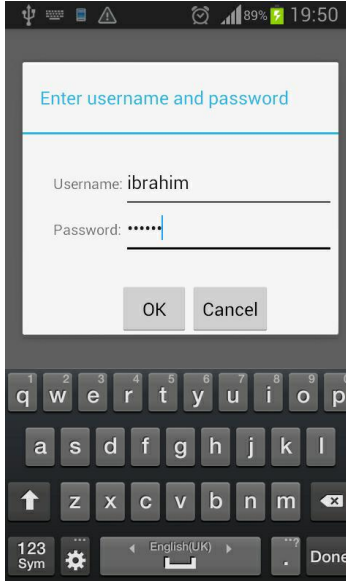 89% 19:50
Enter username and password
Username: ibrahim
Password: ••••••
OK Cancel
1 2 3 4 5 6 7 8 9 0
q w e r t y u i o p
a s d f g h j k l
z x c v b n m
123 English(UK) ...?
Sym . Done